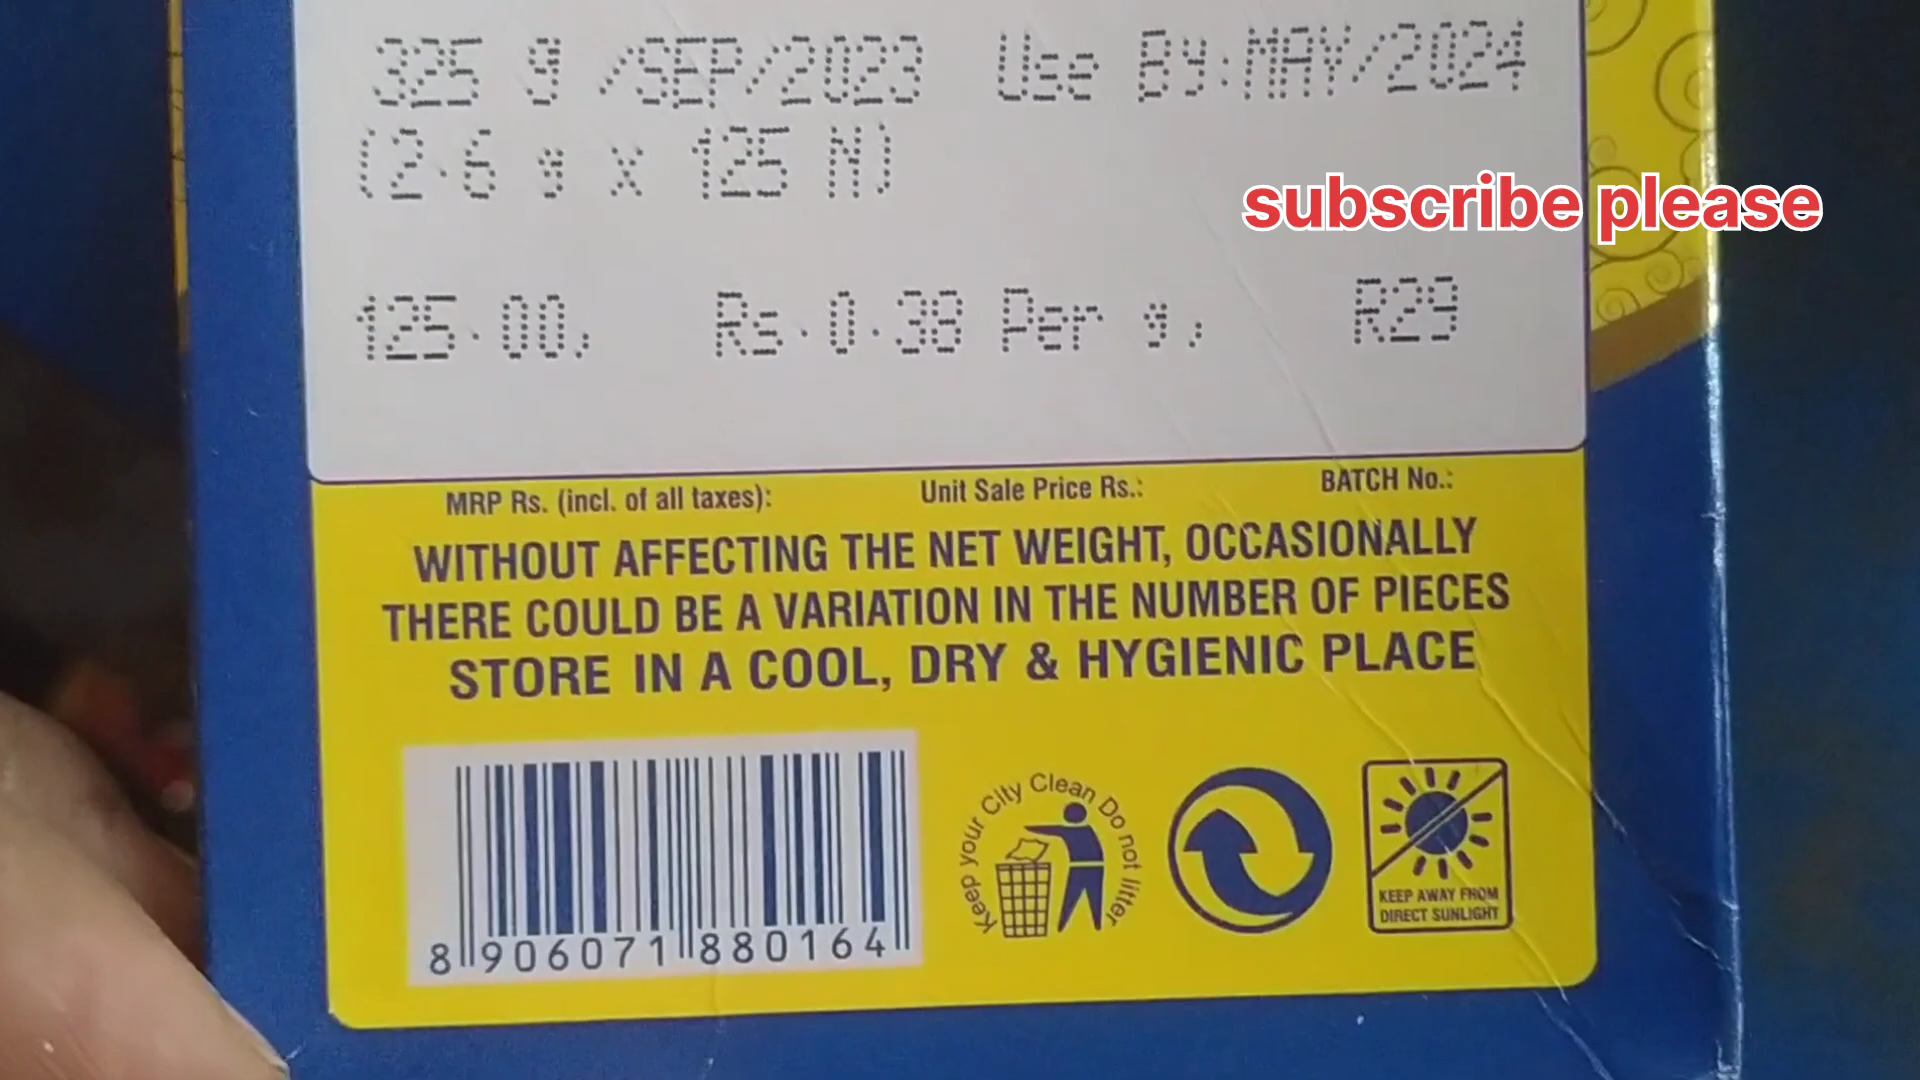 325 g /SEP/2023 Use By:MAY/2024
(2.6 g x 125 N)
subscribe please
125.00, Rs.0.38 Per g, R29
MRP Rs. (incl. of all taxes): Unit Sale Price Rs.: BATCH No.:
WITHOUT AFFECTING THE NET WEIGHT, OCCASIONALLY
THERE COULD BE A VARIATION IN THE NUMBER OF PIECES
STORE IN A COOL, DRY & HYGIENIC PLACE
Keep your City Clean Do not litter
KEEP AWAY FROM
DIRECT SUNLIGHT
8 906071 880164